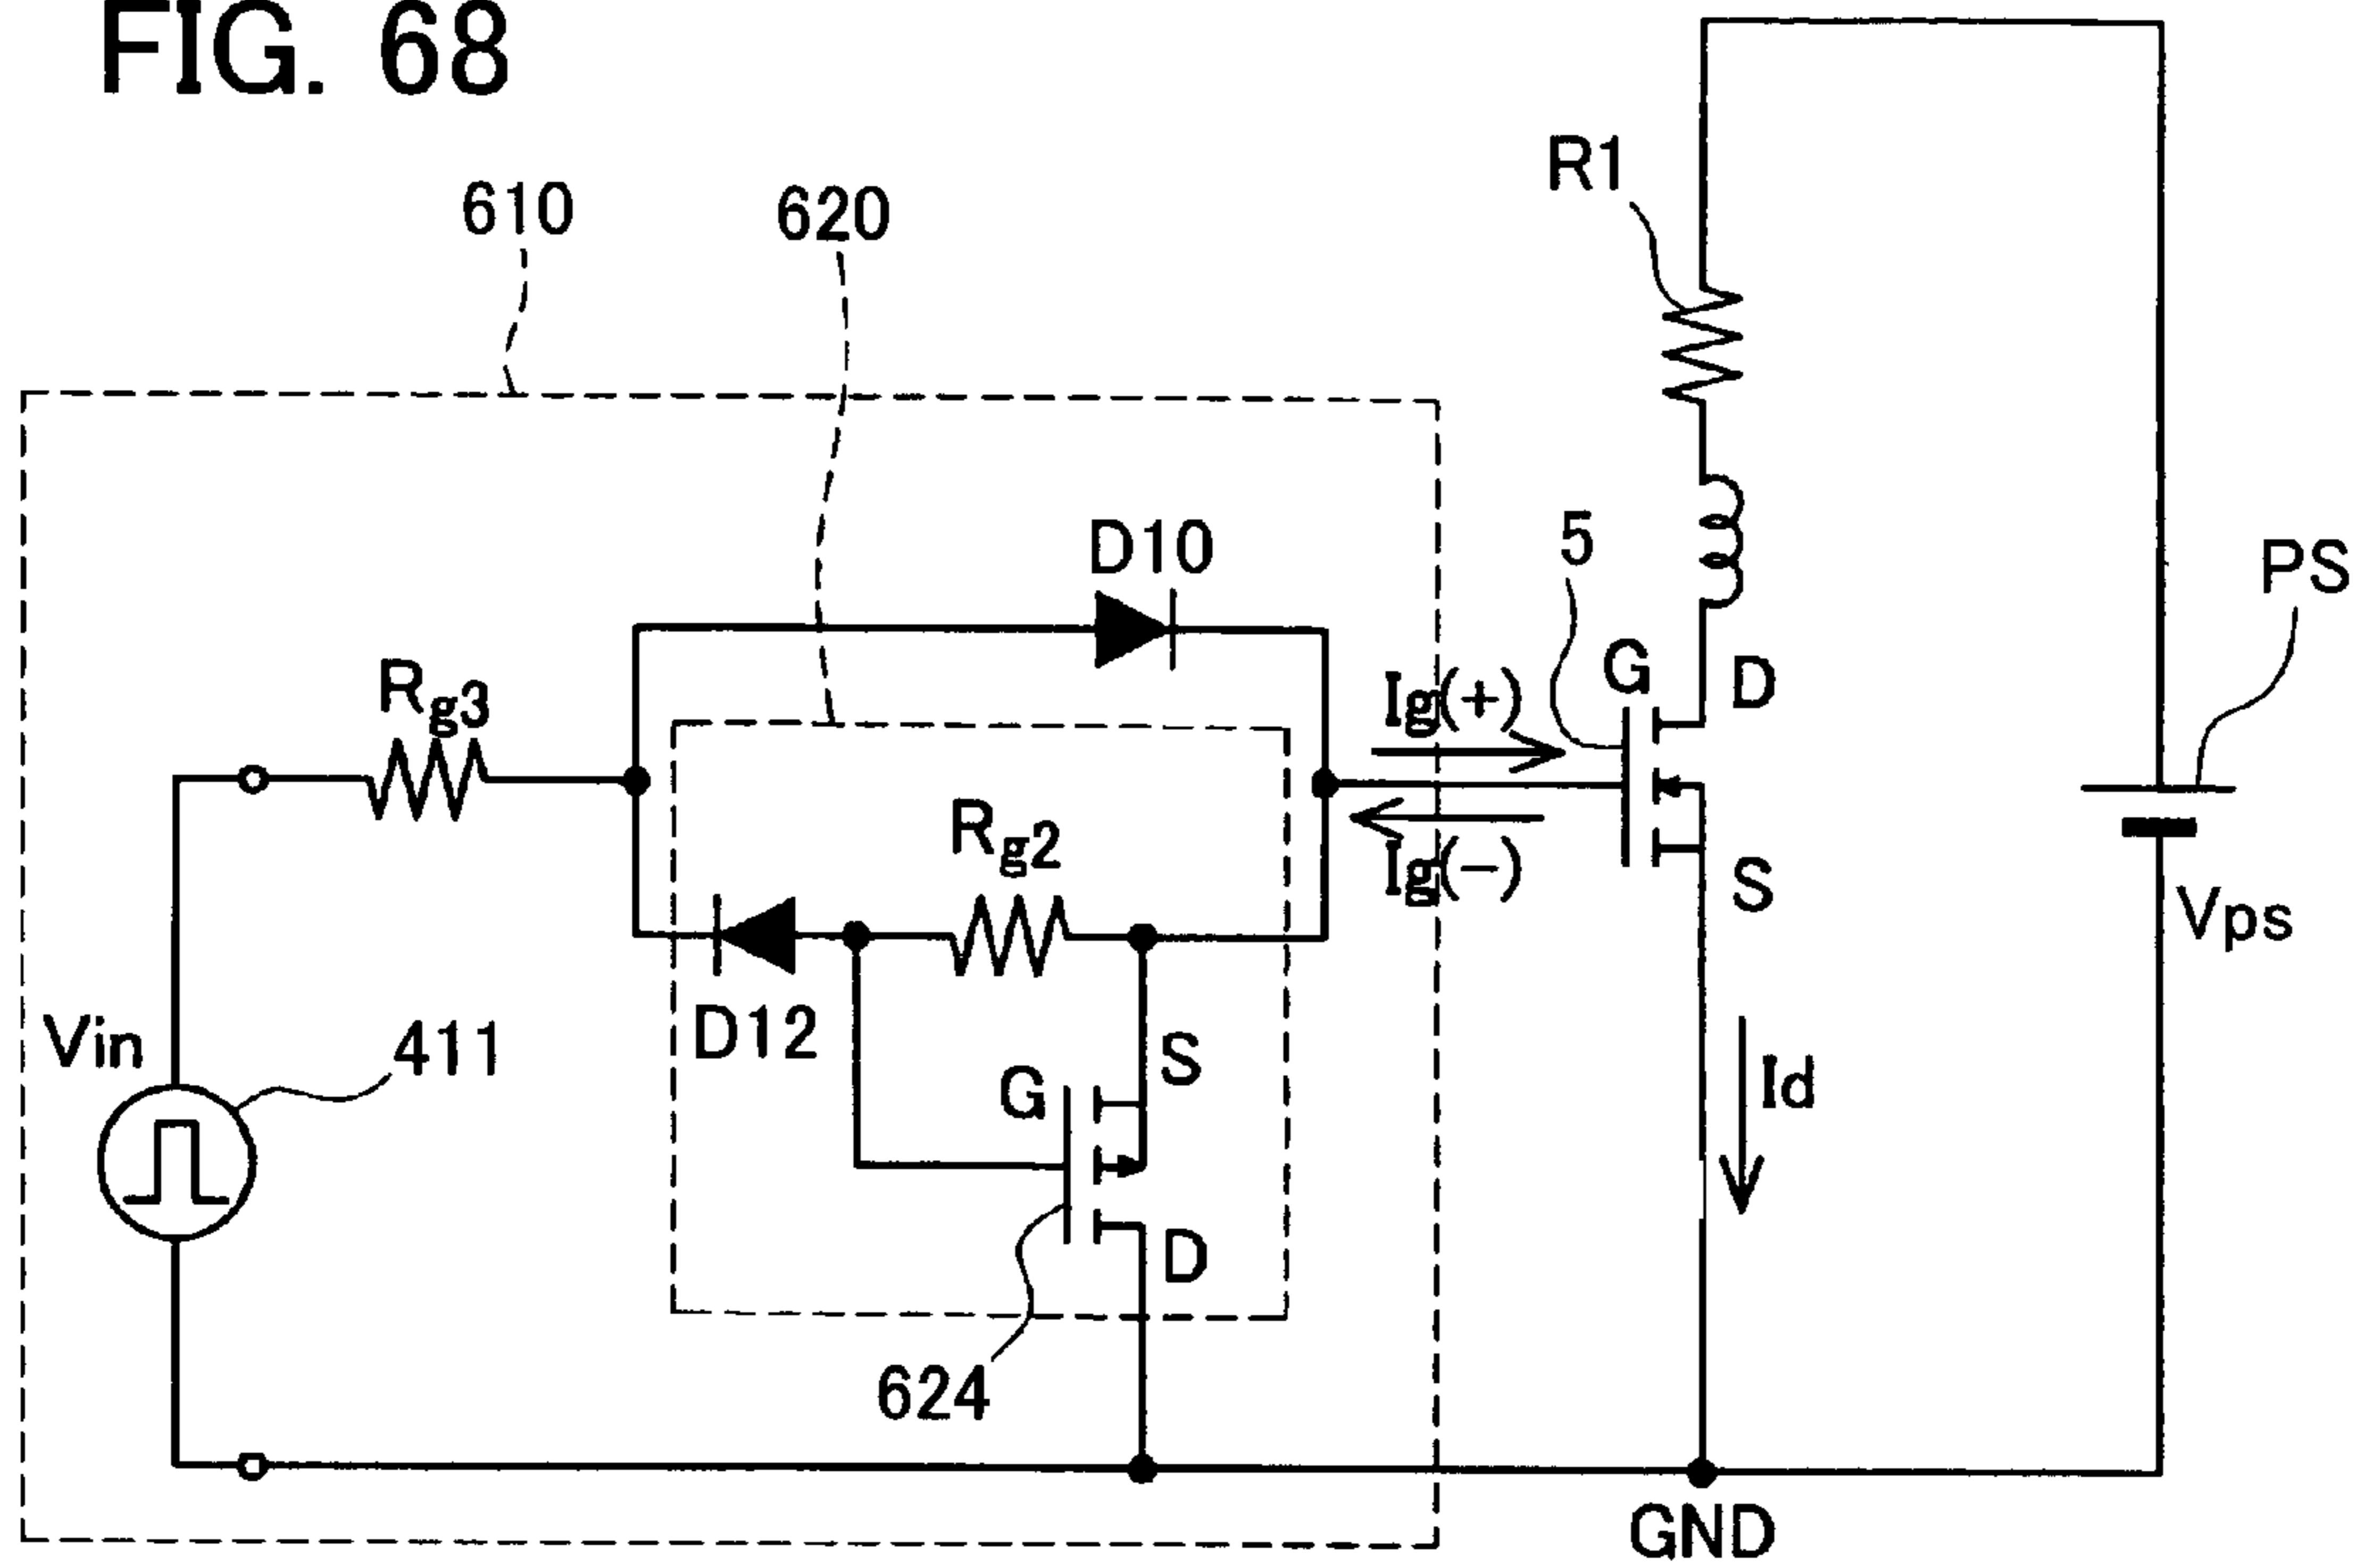 FIG. 68
R1
610
620
D10
5
PS
G
D
Rg3
Ig(+)
Rg2
Ig(−)
S
Vps
Vin
411
D12
S
G
Id
D
624
GND